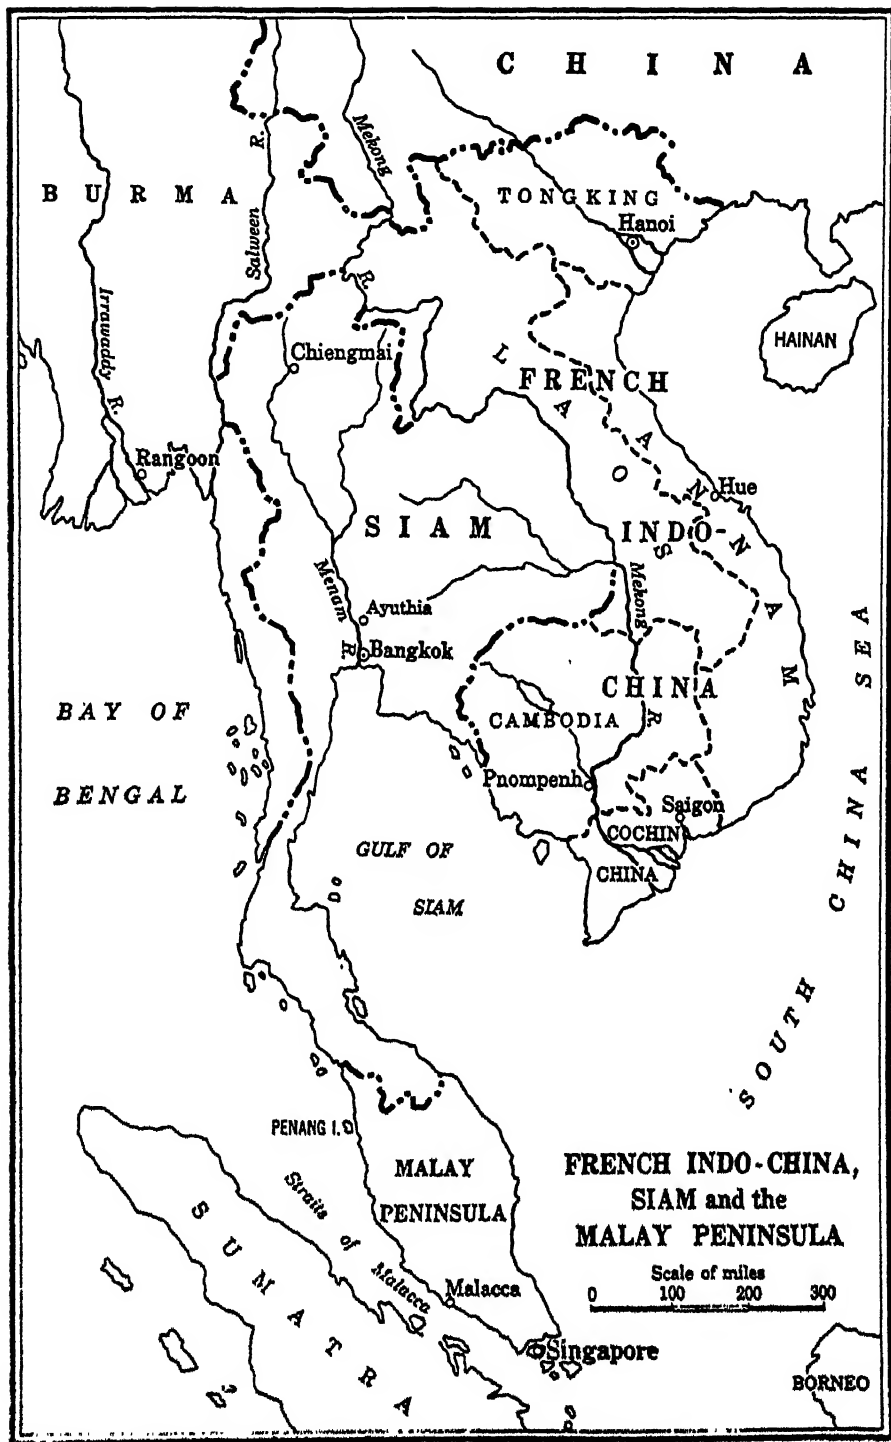 CHINA
BURMA
Salween R.
Mekong R.
TONGKING
Hanoi
Irrawaddy R.
HAINAN
Chiengmai
LAOS
FRENCH
INDO-
CHINA
ANNAM
Rangoon
Hue
SIAM
Menam R.
Mekong R.
Ayuthia
Bangkok
BAY OF
BENGAL
CAMBODIA
Pnompenh
Saigon
COCHIN
CHINA
GULF OF
SIAM
SOUTH CHINA SEA
PENANG I.
MALAY
PENINSULA
Straits of Malacca
SUMATRA
Malacca
Singapore
BORNEO
FRENCH INDO-CHINA,
SIAM and the
MALAY PENINSULA
Scale of miles
0 100 200 300